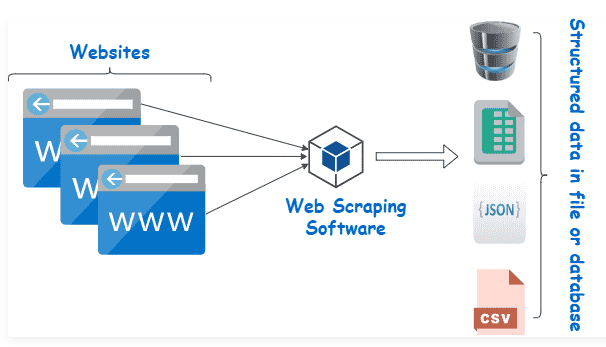 Websites
W
W
WWW
Web Scraping
Software
{JSON}
CSV
Structured data in file or database